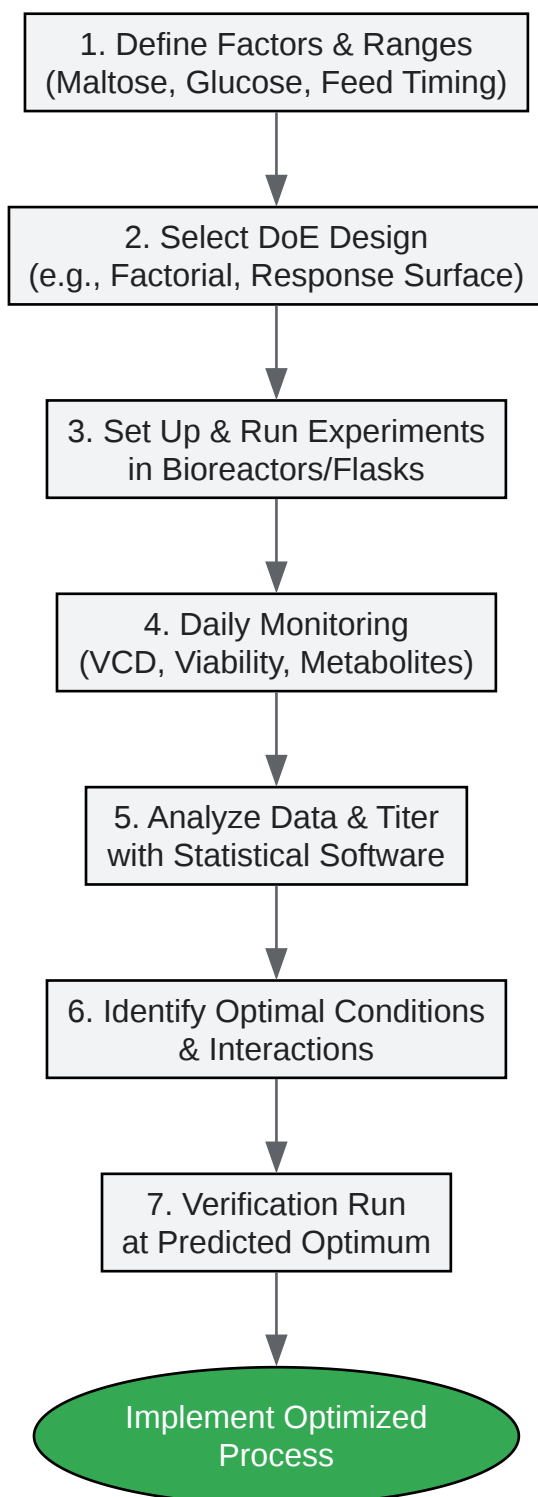 1. Define Factors & Ranges
(Maltose, Glucose, Feed Timing)
2. Select DoE Design
(e.g., Factorial, Response Surface)
3. Set Up & Run Experiments
in Bioreactors/Flasks
4. Daily Monitoring
(VCD, Viability, Metabolites)
5. Analyze Data & Titer
with Statistical Software
6. Identify Optimal Conditions
& Interactions
7. Verification Run
at Predicted Optimum
Implement Optimized
Process